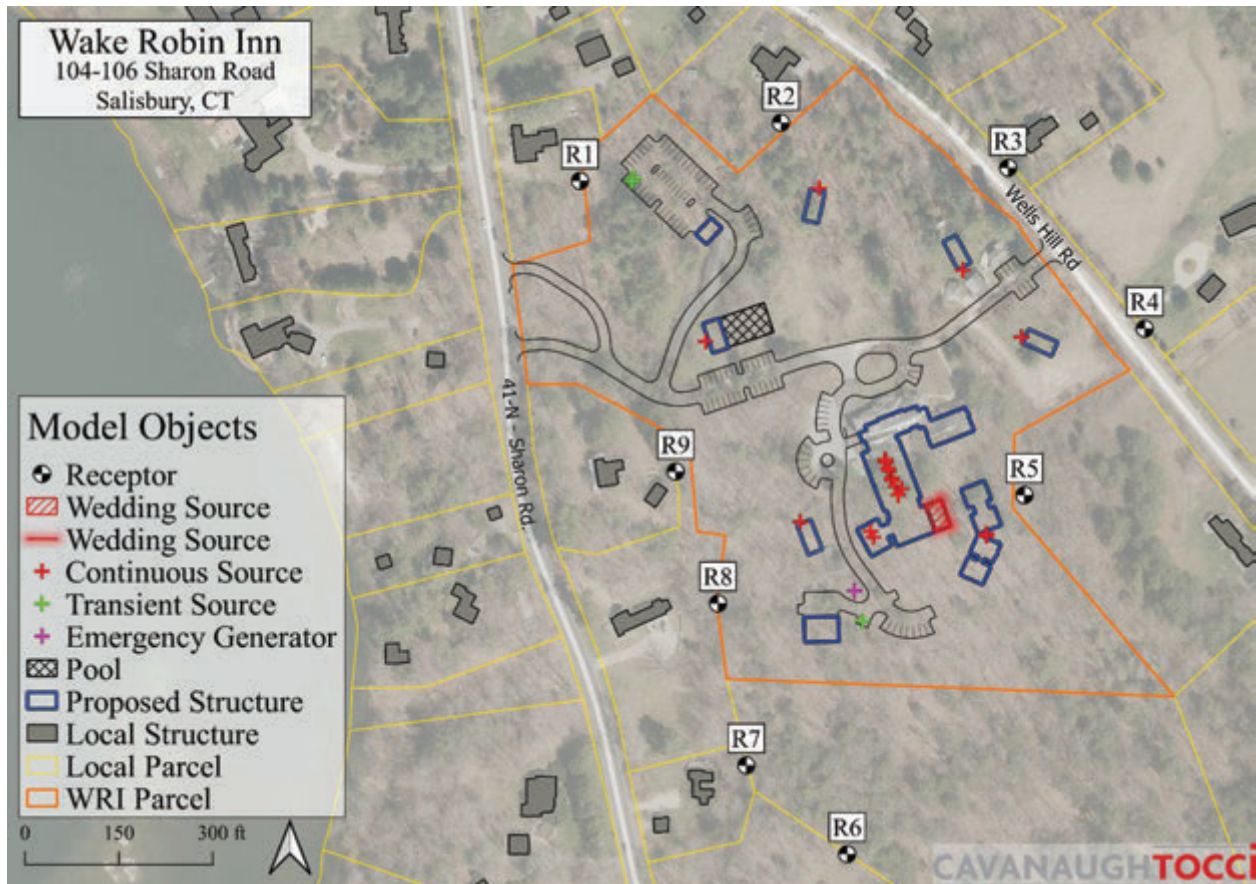 Wake Robin Inn
104-106 Sharon Road
Salisbury, CT
R1
R2
R3
Wells Hill Rd
R4
41-N - Sharon Rd.
R9
R5
R8
R7
R6
Model Objects
Receptor
Wedding Source
Wedding Source
Continuous Source
Transient Source
Emergency Generator
Pool
Proposed Structure
Local Structure
Local Parcel
WRI Parcel
0 150 300 ft
CAVANAUGHTOCCI